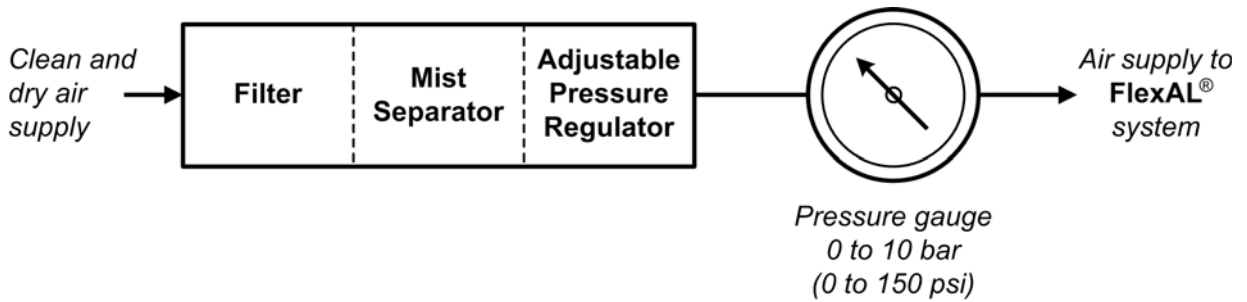 Clean and
dry air
supply
Filter
Mist
Separator
Adjustable
Pressure
Regulator
Pressure gauge
0 to 10 bar
(0 to 150 psi)
Air supply to
FlexAL®
system